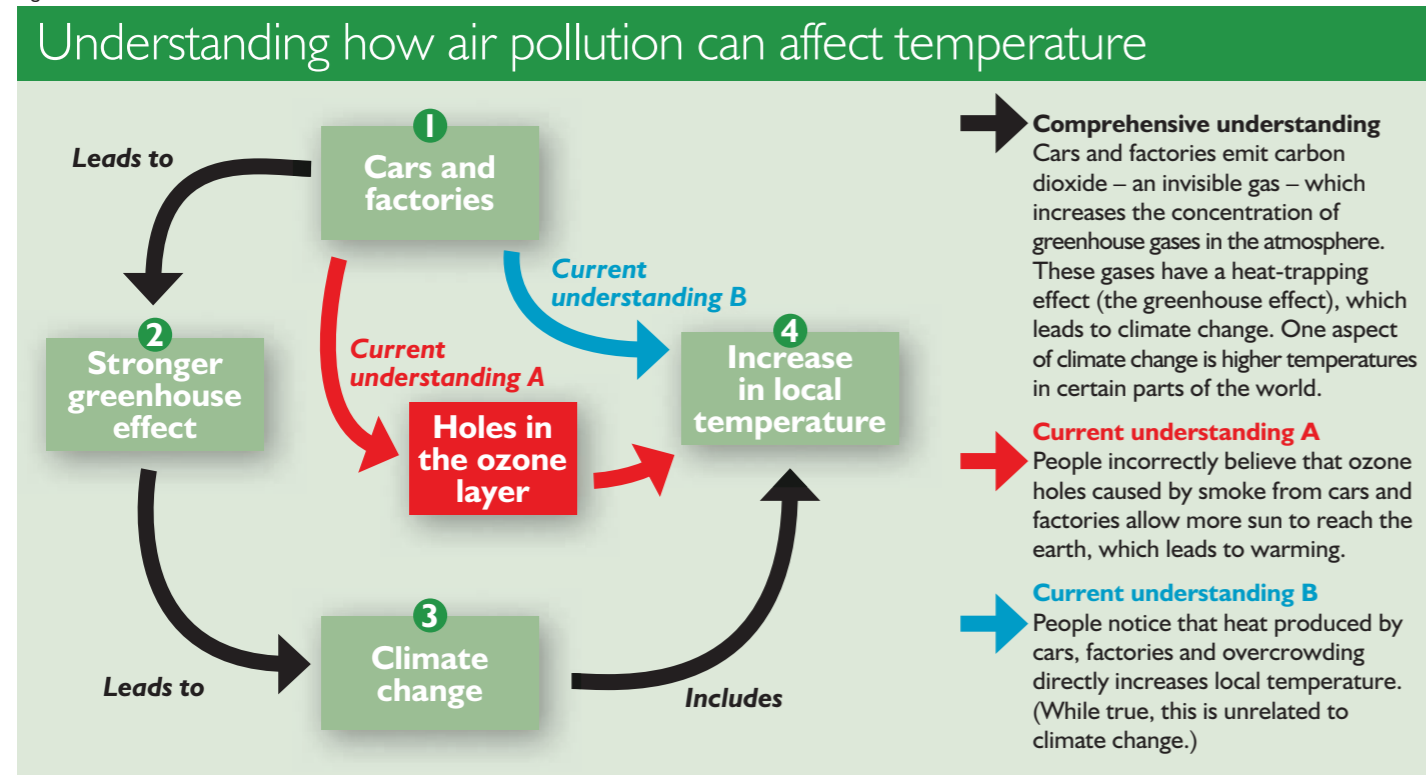 Understanding how air pollution can affect temperature
Leads to
1
Cars and
factories
Current
understanding B
2
Stronger
greenhouse
effect
Current
understanding A
4
Increase
in local
temperature
Holes in
the ozone
layer
3
Climate
change
Leads to
Includes
Comprehensive understanding
Cars and factories emit carbon
dioxide – an invisible gas – which
increases the concentration of
greenhouse gases in the atmosphere.
These gases have a heat-trapping
effect (the greenhouse effect), which
leads to climate change. One aspect
of climate change is higher temperatures
in certain parts of the world.
Current understanding A
People incorrectly believe that ozone
holes caused by smoke from cars and
factories allow more sun to reach the
earth, which leads to warming.
Current understanding B
People notice that heat produced by
cars, factories and overcrowding
directly increases local temperature.
(While true, this is unrelated to
climate change.)